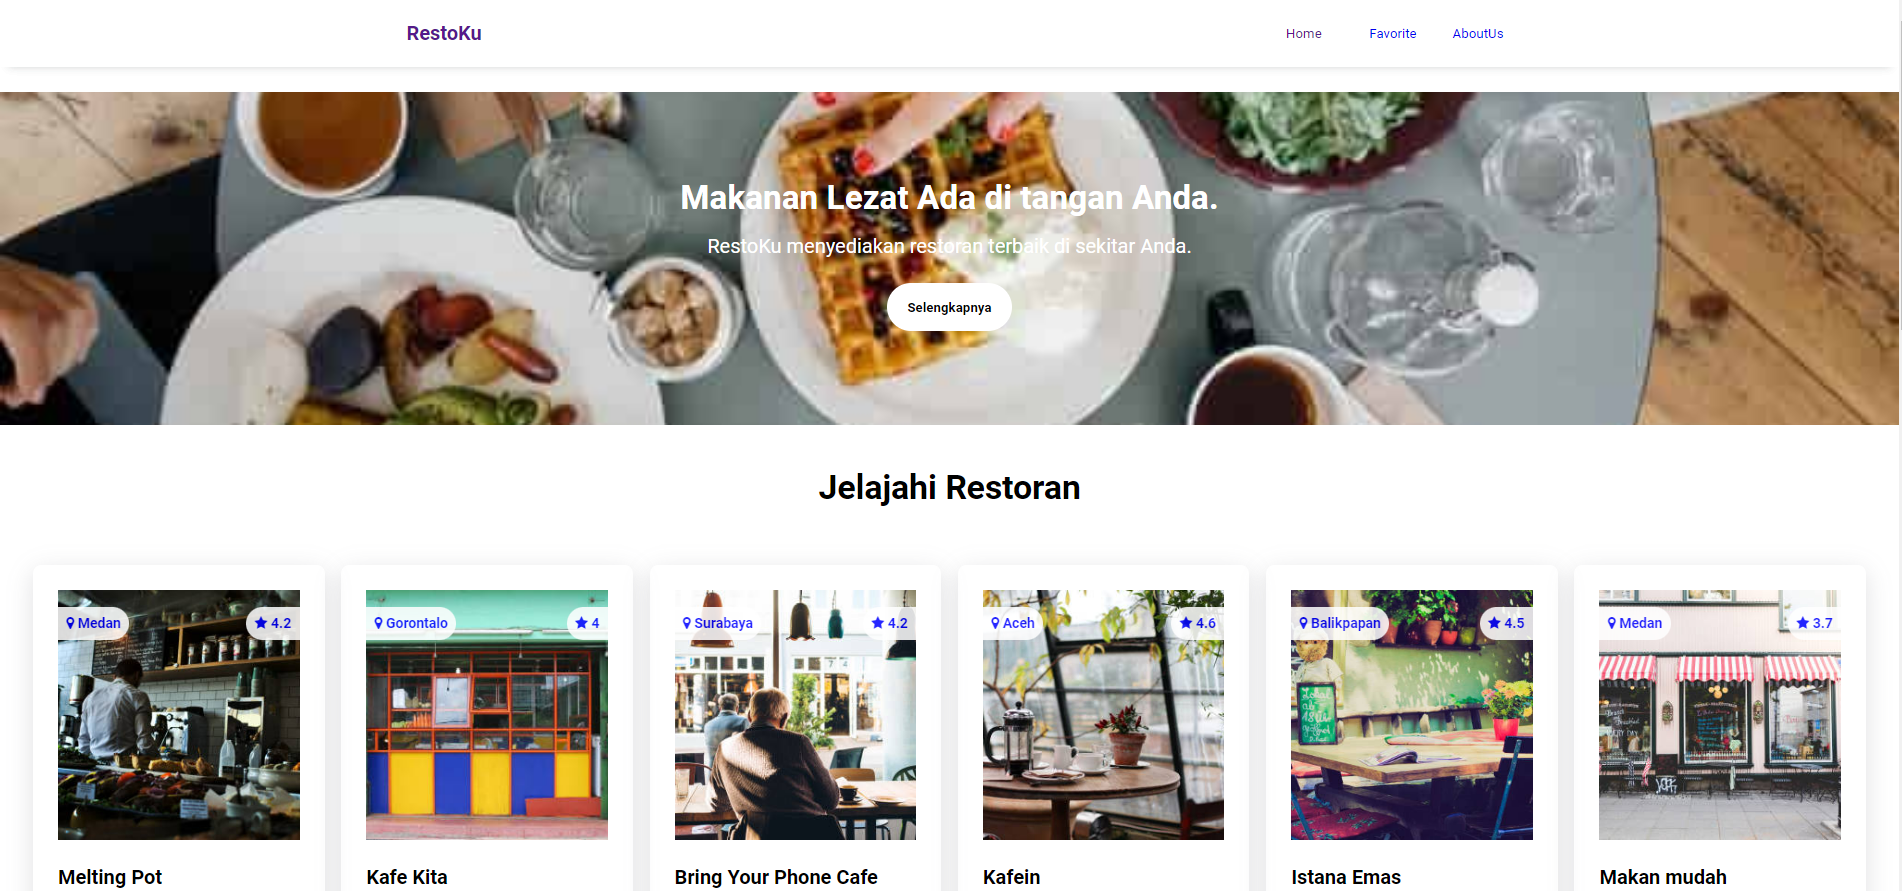 RestoKu
Home Favorite AboutUs
Makanan Lezat Ada di tangan Anda.
RestoKu menyediakan restoran terbaik di sekitar Anda.
Selengkapnya
Jelajahi Restoran
Medan 4.2
Gorontalo 4
Surabaya 4.2
Aceh 4.6
Balikpapan 4.5
Medan 3.7
Melting Pot
Kafe Kita
Bring Your Phone Cafe
Kafein
Istana Emas
Makan mudah